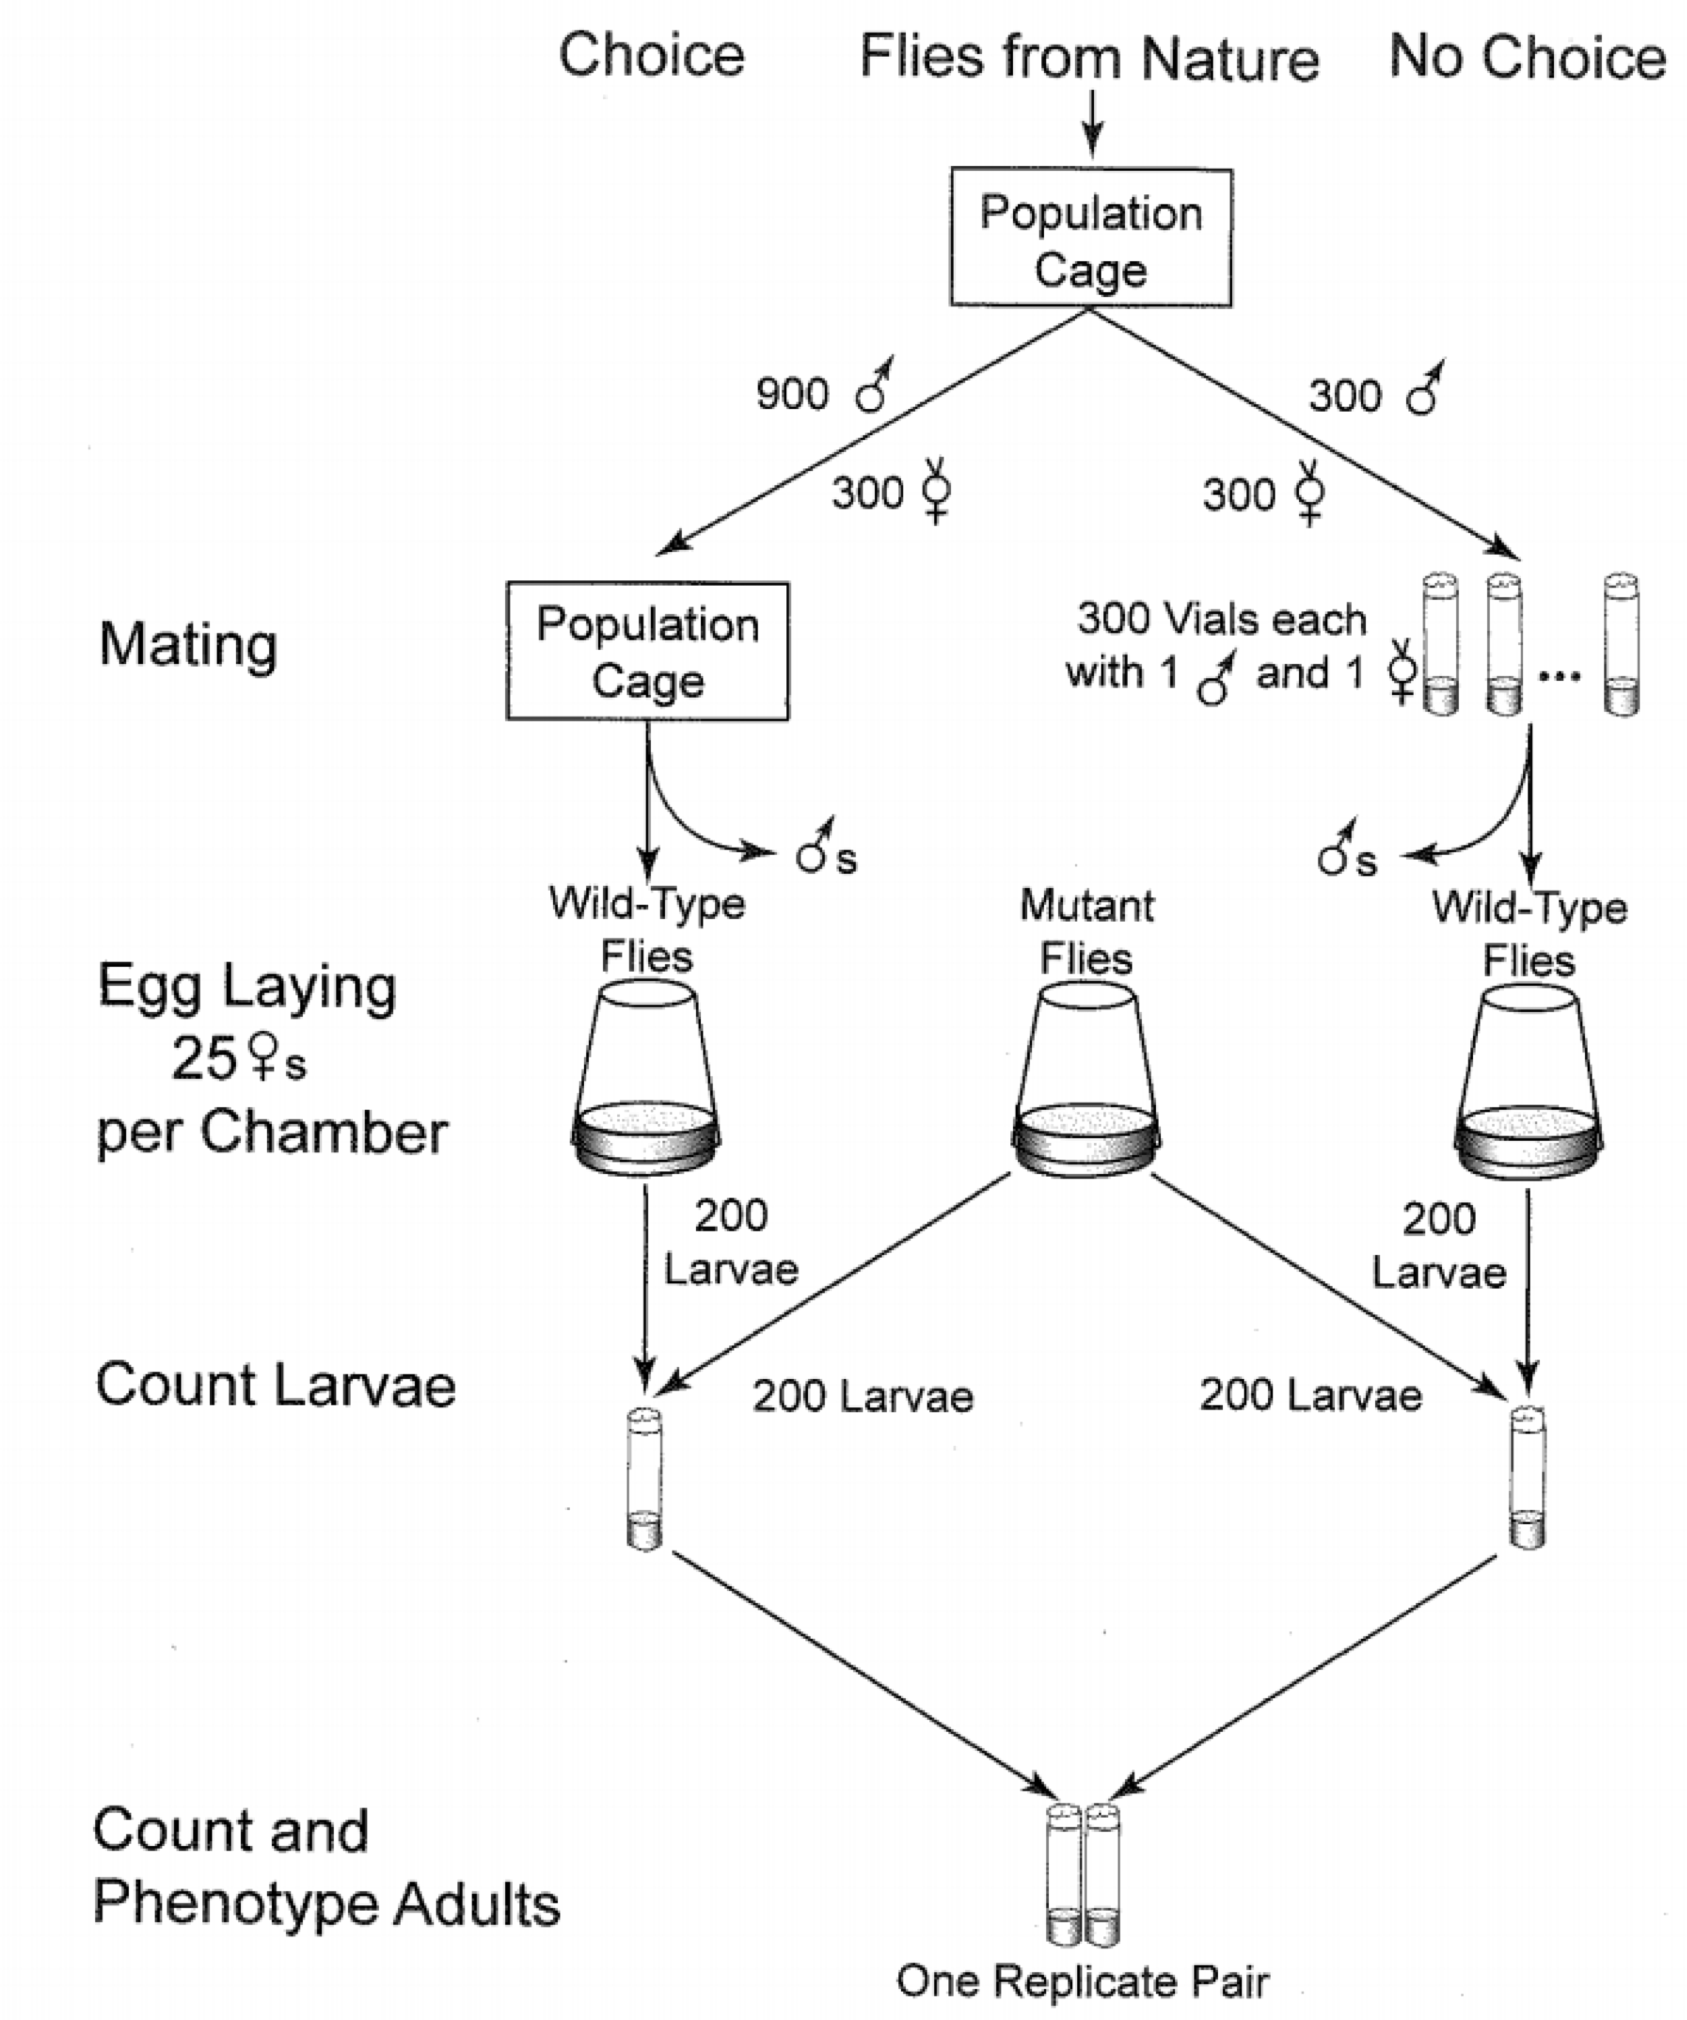 Choice
Flies from Nature
No Choice
Population
Cage
900 ♂
300 ♂
300 ☿
300 ☿
Mating
Population
Cage
300 Vials each
with 1 ♂ and 1 ☿
...
♂s
♂s
Wild-Type
Flies
Mutant
Flies
Wild-Type
Flies
Egg Laying
25♀s
per Chamber
200
Larvae
200
Larvae
Count Larvae
200 Larvae
200 Larvae
Count and
Phenotype Adults
One Replicate Pair